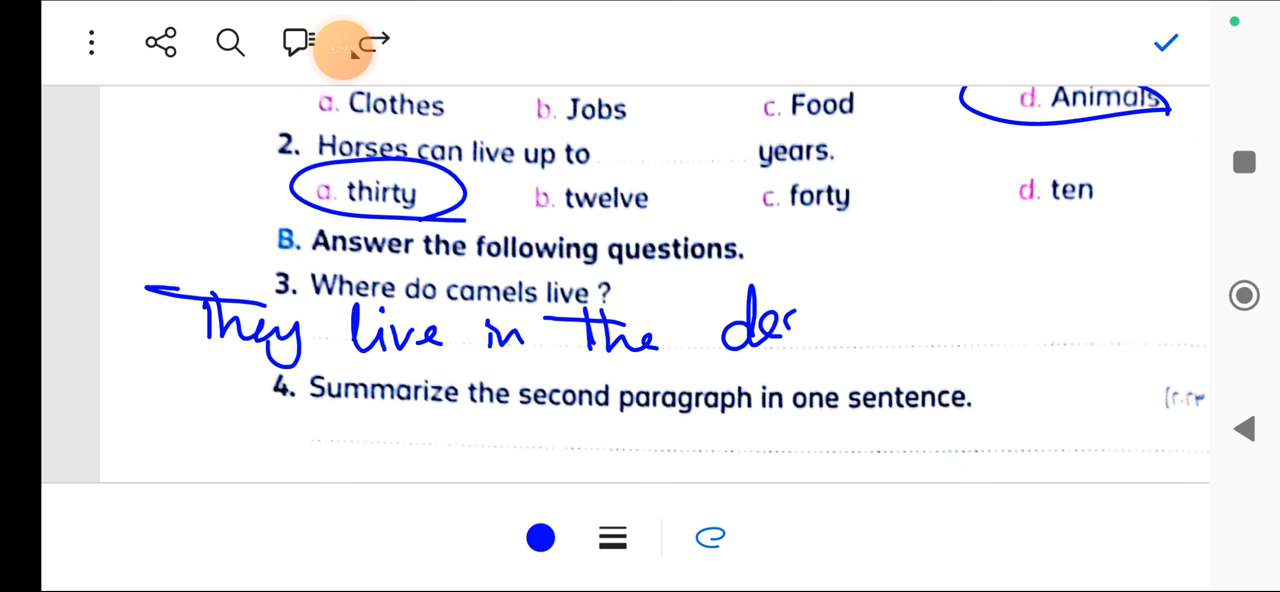 a. Clothes b. Jobs c. Food d. Animals
2. Horses can live up to ............ years.
a. thirty b. twelve c. forty d. ten
B. Answer the following questions.
3. Where do camels live ?
They live in the des
4. Summarize the second paragraph in one sentence.